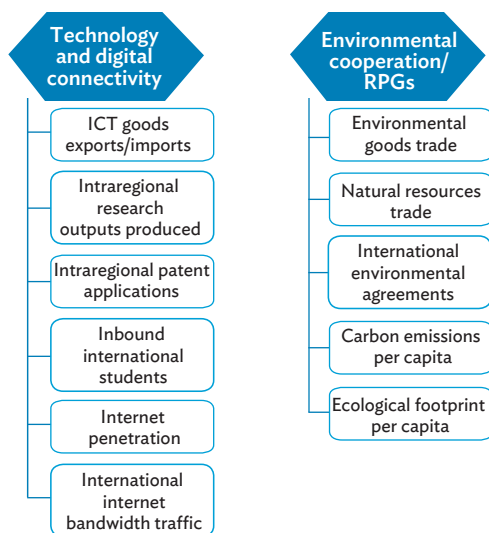 Technology
and digital
connectivity
ICT goods
exports/imports
Intraregional
research
outputs produced
Intraregional patent
applications
Inbound
international
students
Internet
penetration
International
internet
bandwidth traffic
Environmental
cooperation/
RPGs
Environmental
goods trade
Natural resources
trade
International
environmental
agreements
Carbon emissions
per capita
Ecological footprint
per capita